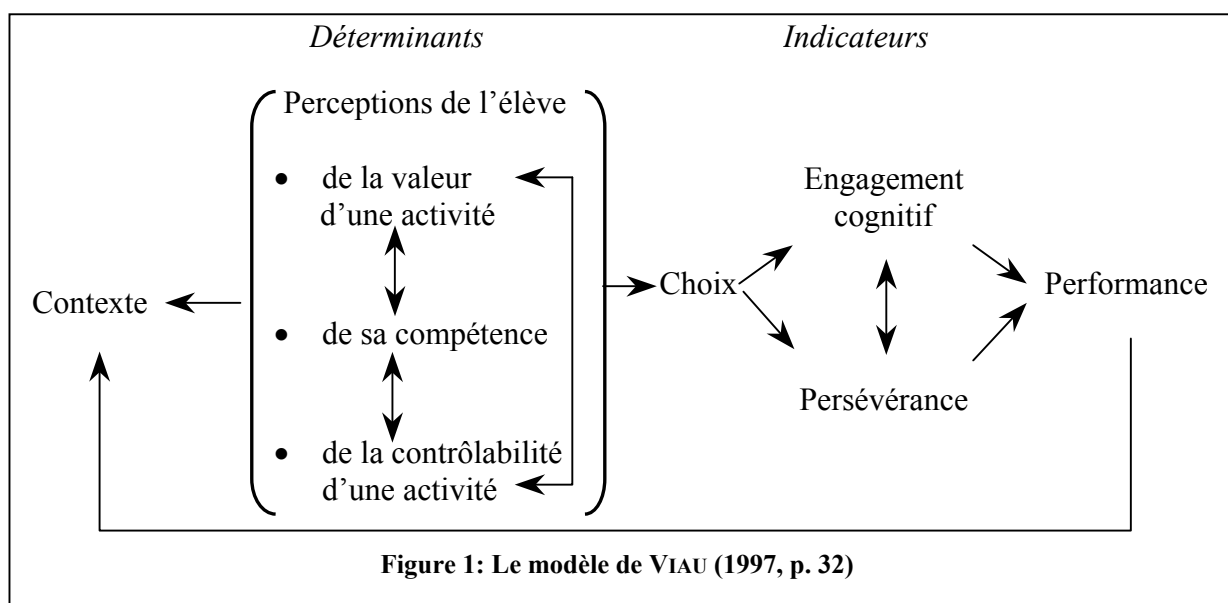 Déterminants
Indicateurs
Perceptions de l’élève
• de la valeur
d’une activité
• de sa compétence
• de la contrôlabilité
d’une activité
Contexte
Choix
Engagement
cognitif
Persévérance
Performance
Figure 1: Le modèle de VIAU (1997, p. 32)